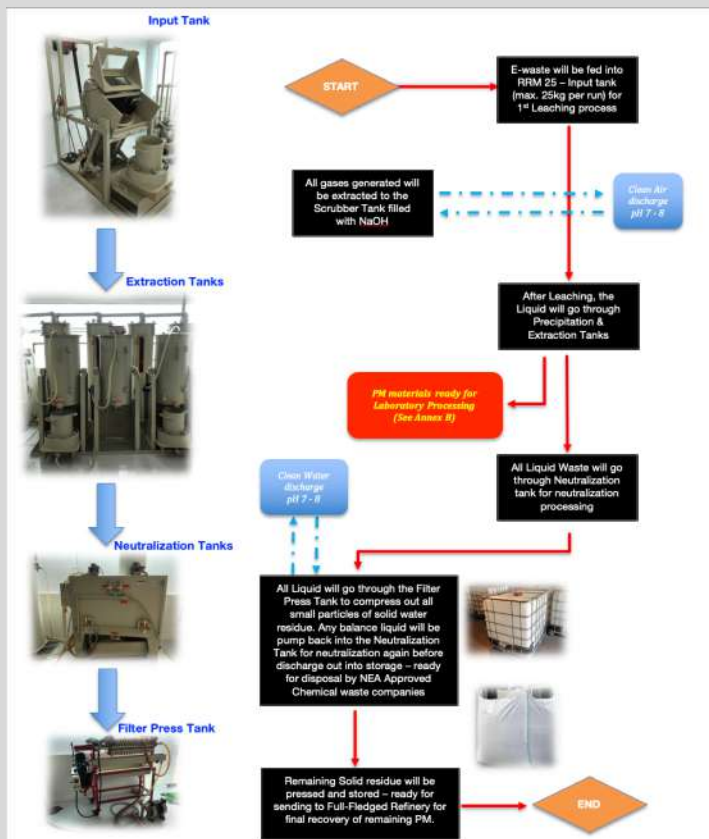 Input Tank
START
E-waste will be fed into
RRM 25 – Input tank
(max. 25kg per run) for
1st Leaching process
All gases generated will
be extracted to the
Scrubber Tank filled
with NaOH
Clean Air
discharge
pH 7 - 8
Extraction Tanks
After Leaching, the
Liquid will go through
Precipitation &
Extraction Tanks
PM materials ready for
Laboratory Processing
(See Annex B)
Clean Water
discharge
pH 7 - 8
All Liquid Waste will go
through Neutralization
tank for neutralization
processing
Neutralization Tanks
All Liquid will go through the Filter
Press Tank to compress out all
small particles of solid water
residue. Any balance liquid will be
pump back into the Neutralization
Tank for neutralization again before
discharge out into storage – ready
for disposal by NEA Approved
Chemical waste companies
Filter Press Tank
Remaining Solid residue will be
pressed and stored – ready for
sending to Full-Fledged Refinery for
final recovery of remaining PM.
END